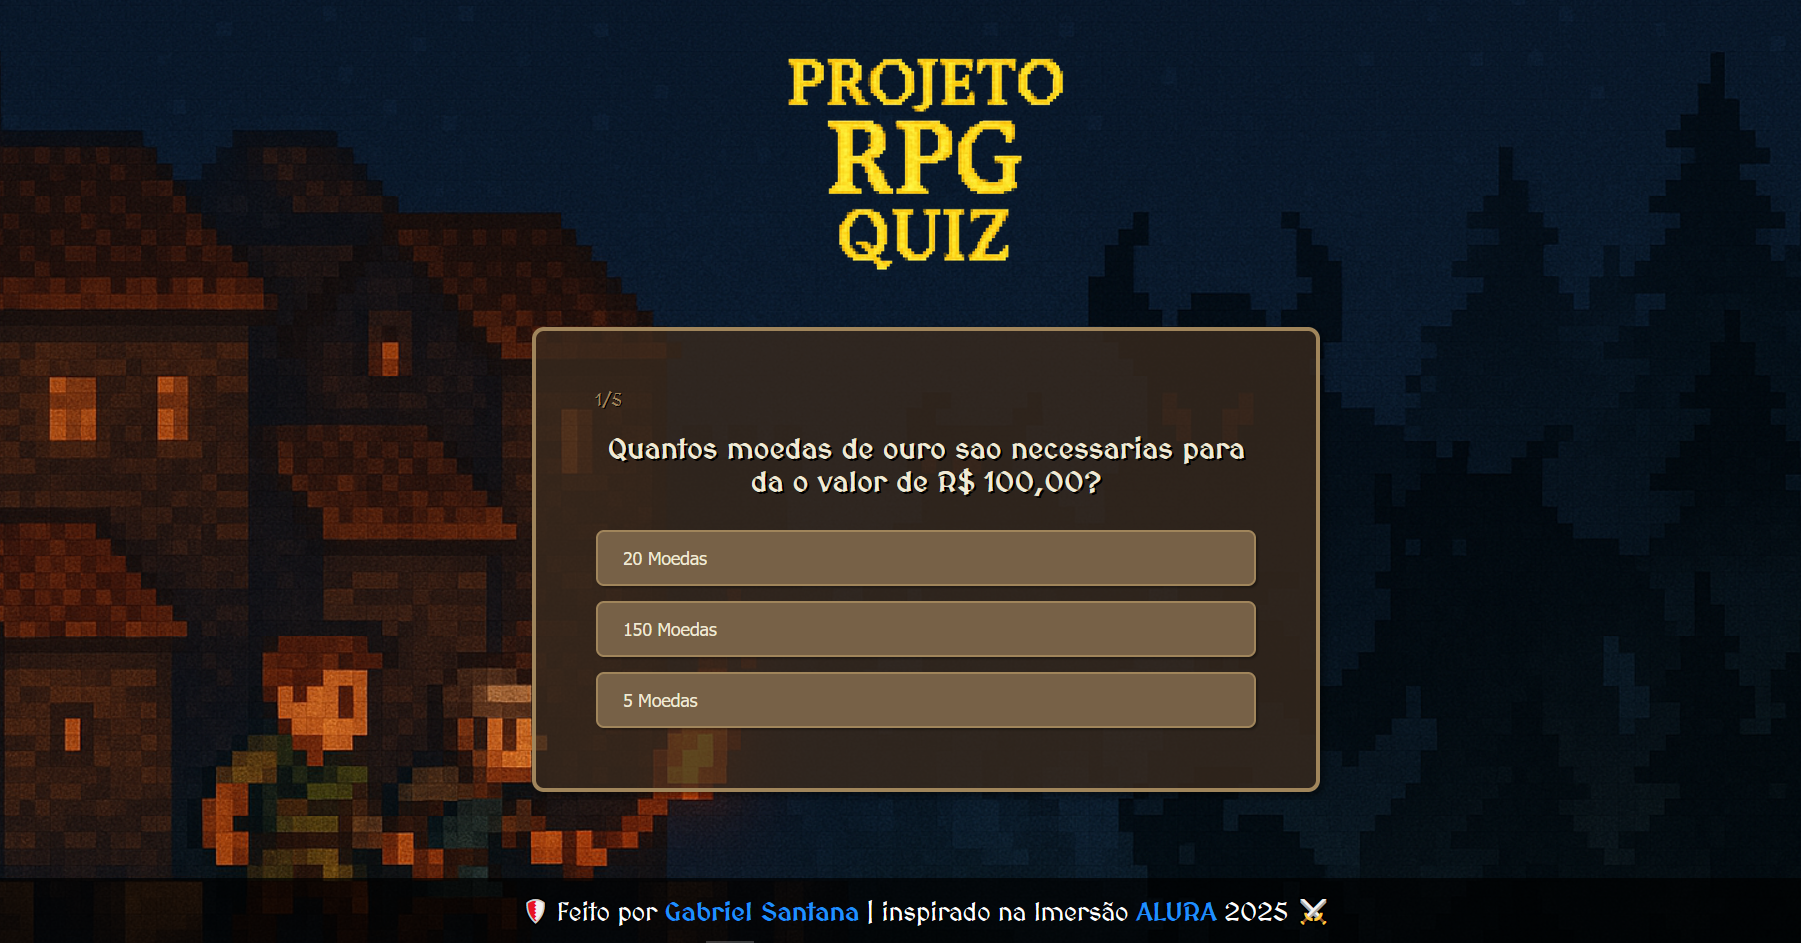 PROJETO
RPG
QUIZ
1/5
Quantos moedas de ouro sao necessarias para
da o valor de R$ 100,00?
20 Moedas
150 Moedas
5 Moedas
🛡️ Feito por Gabriel Santana | inspirado na Imersão ALURA 2025 ⚔️